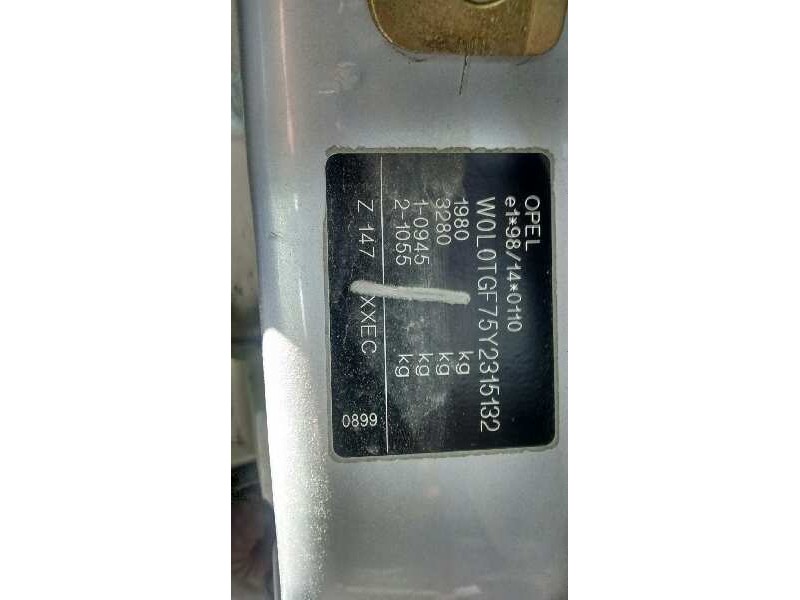 OPEL
e1*98/14*0110
W0L0TGF75Y2315132
1980 kg
3280 kg
1-0945 kg
2-1055 kg
Z 147 XXEC
0899